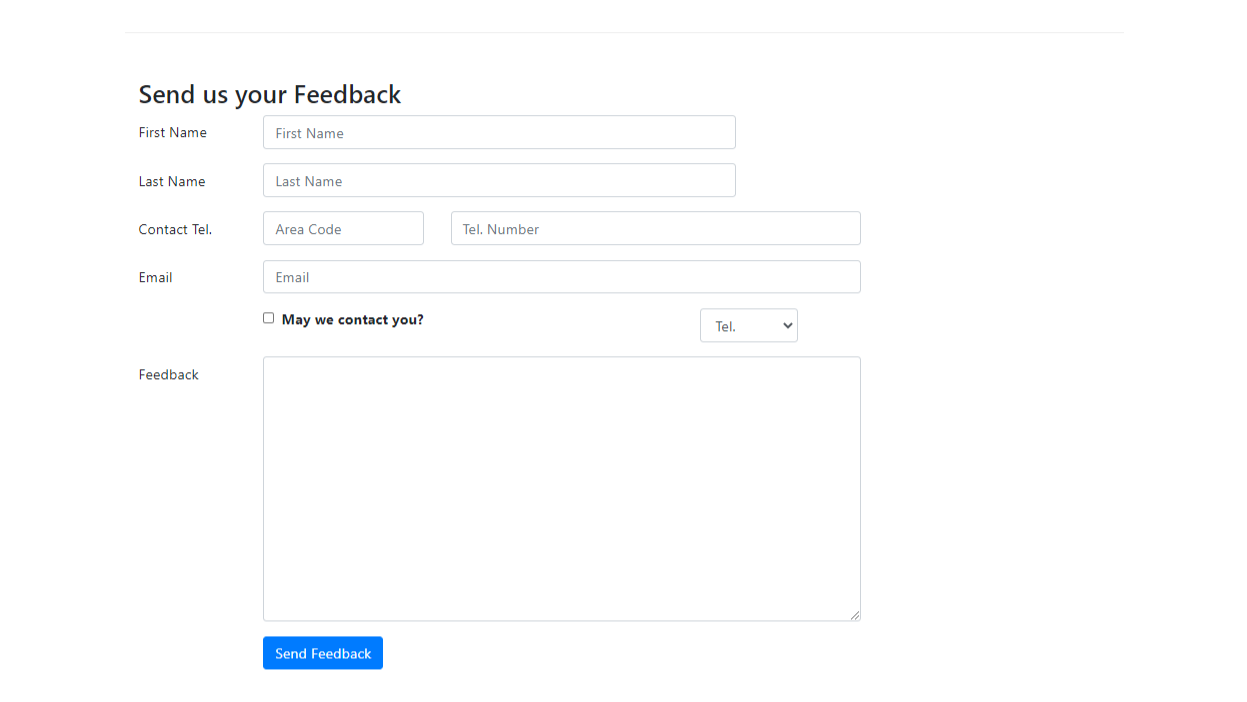 Send us your Feedback
First Name First Name
Last Name Last Name
Contact Tel. Area Code Tel. Number
Email Email
May we contact you? Tel.
Feedback
Send Feedback